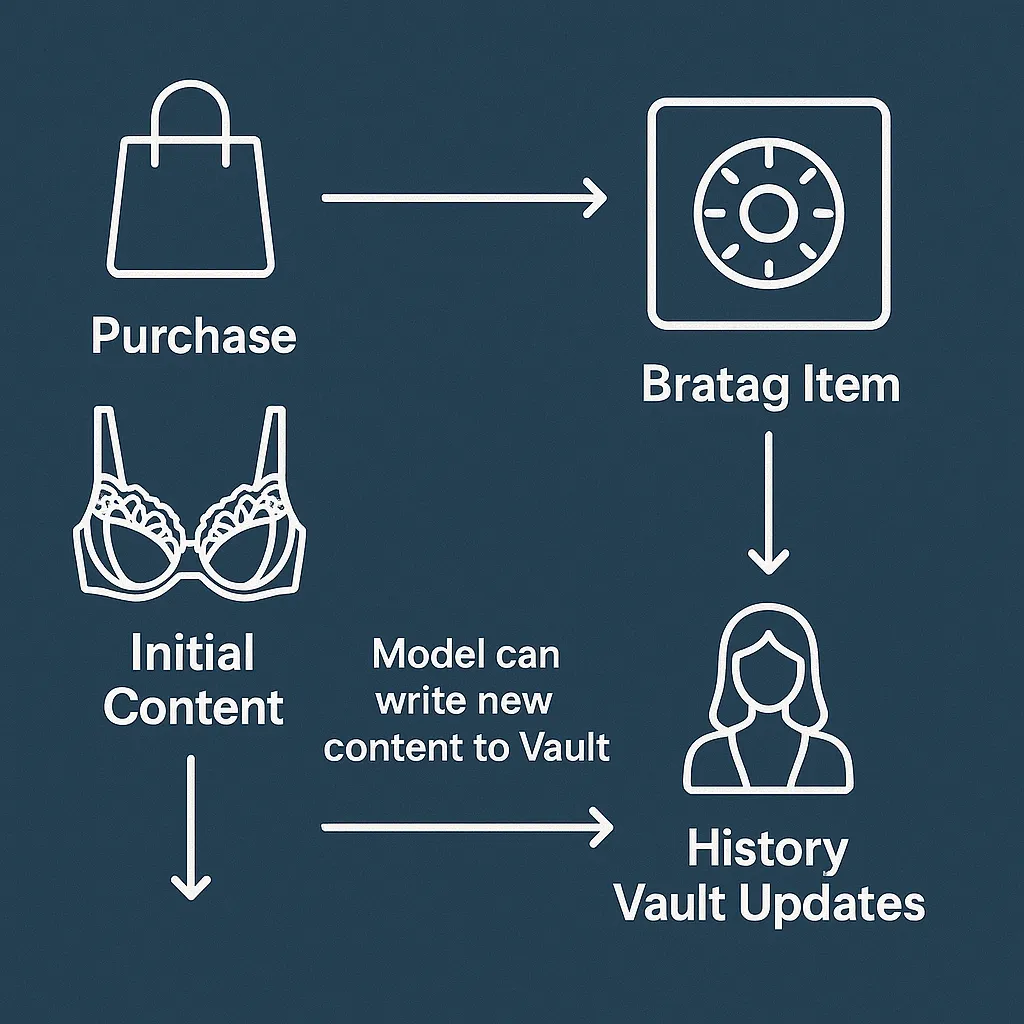 Purchase
Bratag Item
Initial
Content
Model can
write new
content to Vault
History
Vault Updates